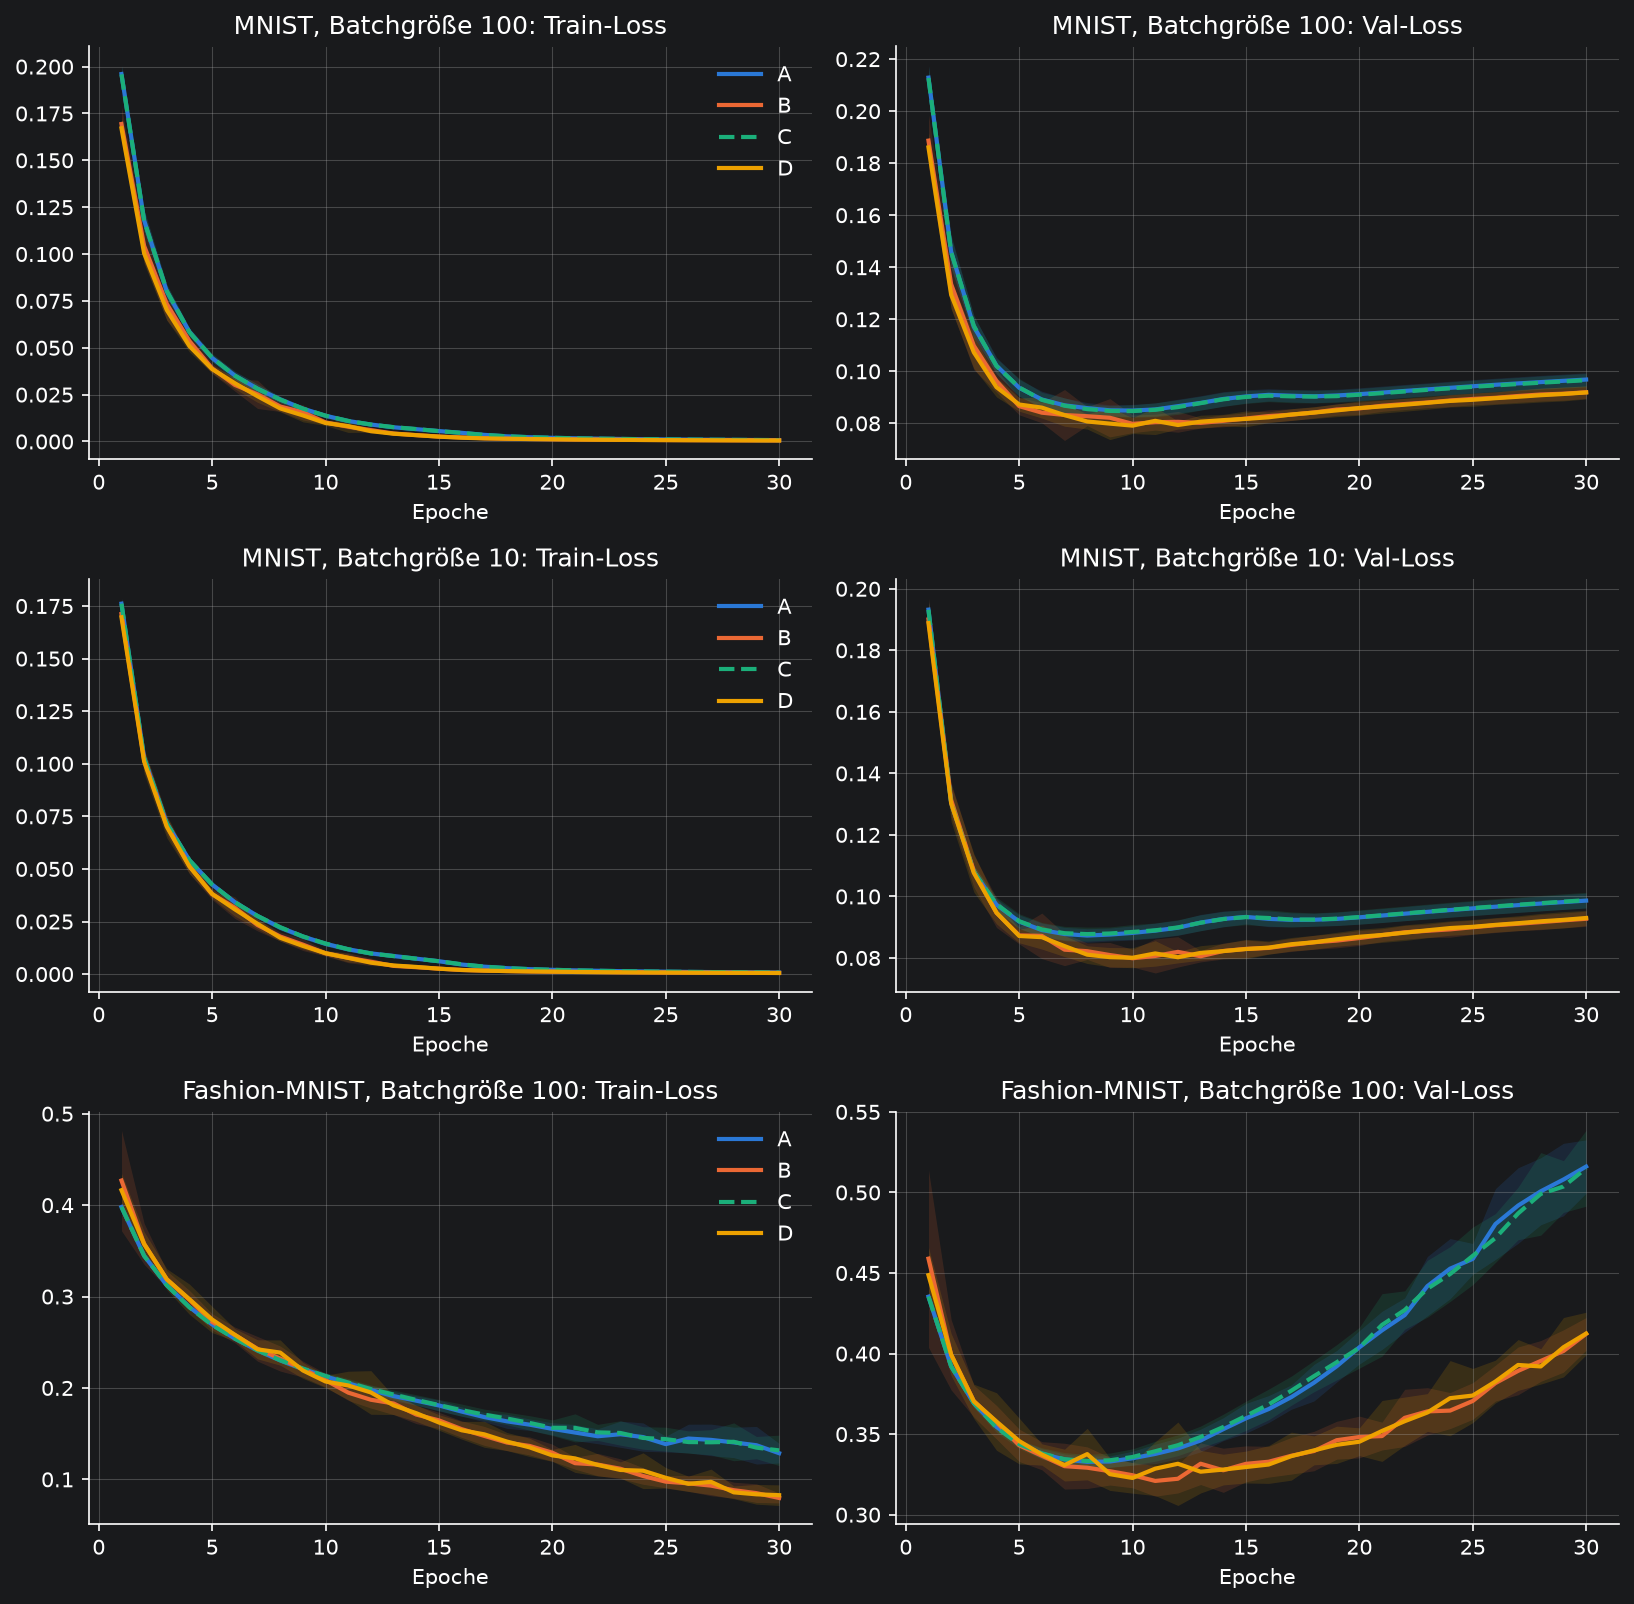 MNIST, Batchgröße 100: Train-Loss
0.200
0.175
0.150
0.125
0.100
0.075
0.050
0.025
0.000
A
B
C
D
0 5 10 15 20 25 30
Epoche
MNIST, Batchgröße 100: Val-Loss
0.22
0.20
0.18
0.16
0.14
0.12
0.10
0.08
0 5 10 15 20 25 30
Epoche
MNIST, Batchgröße 10: Train-Loss
0.175
0.150
0.125
0.100
0.075
0.050
0.025
0.000
A
B
C
D
0 5 10 15 20 25 30
Epoche
MNIST, Batchgröße 10: Val-Loss
0.20
0.18
0.16
0.14
0.12
0.10
0.08
0 5 10 15 20 25 30
Epoche
Fashion-MNIST, Batchgröße 100: Train-Loss
0.5
0.4
0.3
0.2
0.1
A
B
C
D
0 5 10 15 20 25 30
Epoche
Fashion-MNIST, Batchgröße 100: Val-Loss
0.55
0.50
0.45
0.40
0.35
0.30
0 5 10 15 20 25 30
Epoche